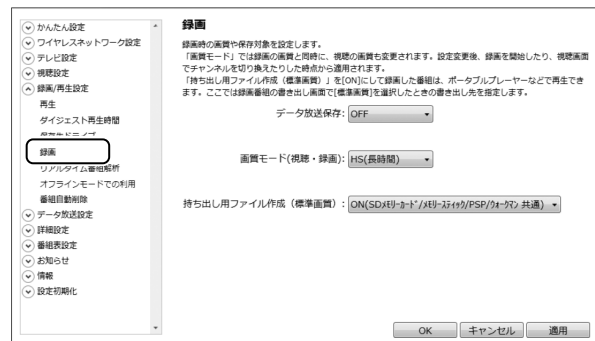 かんたん設定
ワイヤレスネットワーク設定
テレビ設定
視聴設定
録画/再生設定
再生
ダイジェスト再生時間
保存先ドライブ
録画
リアルタイム番組解析
オフラインモードでの利用
番組自動削除
データ放送設定
詳細設定
番組表設定
お知らせ
情報
設定初期化
録画
録画時の画質や保存対象を設定します。
「画質モード」では録画の画質と同時に、視聴の画質も変更されます。設定変更後、録画を開始したり、視聴画面
でチャンネルを切り換えたりした時点から適用されます。
「持ち出し用ファイル作成（標準画質）」を[ON]にして録画した番組は、ポータブルプレーヤーなどで再生でき
ます。ここでは録画番組の書き出し画面で[標準画質]を選択したときの書き出し先を指定します。
データ放送保存: OFF
画質モード(視聴・録画): HS(長時間)
持ち出し用ファイル作成（標準画質）: ON(SDﾒﾓﾘｰｶｰﾄﾞ/ﾒﾓﾘｰｽﾃｨｯｸ/PSP/ｳｫｰｸﾏﾝ 共通)
OK キャンセル 適用